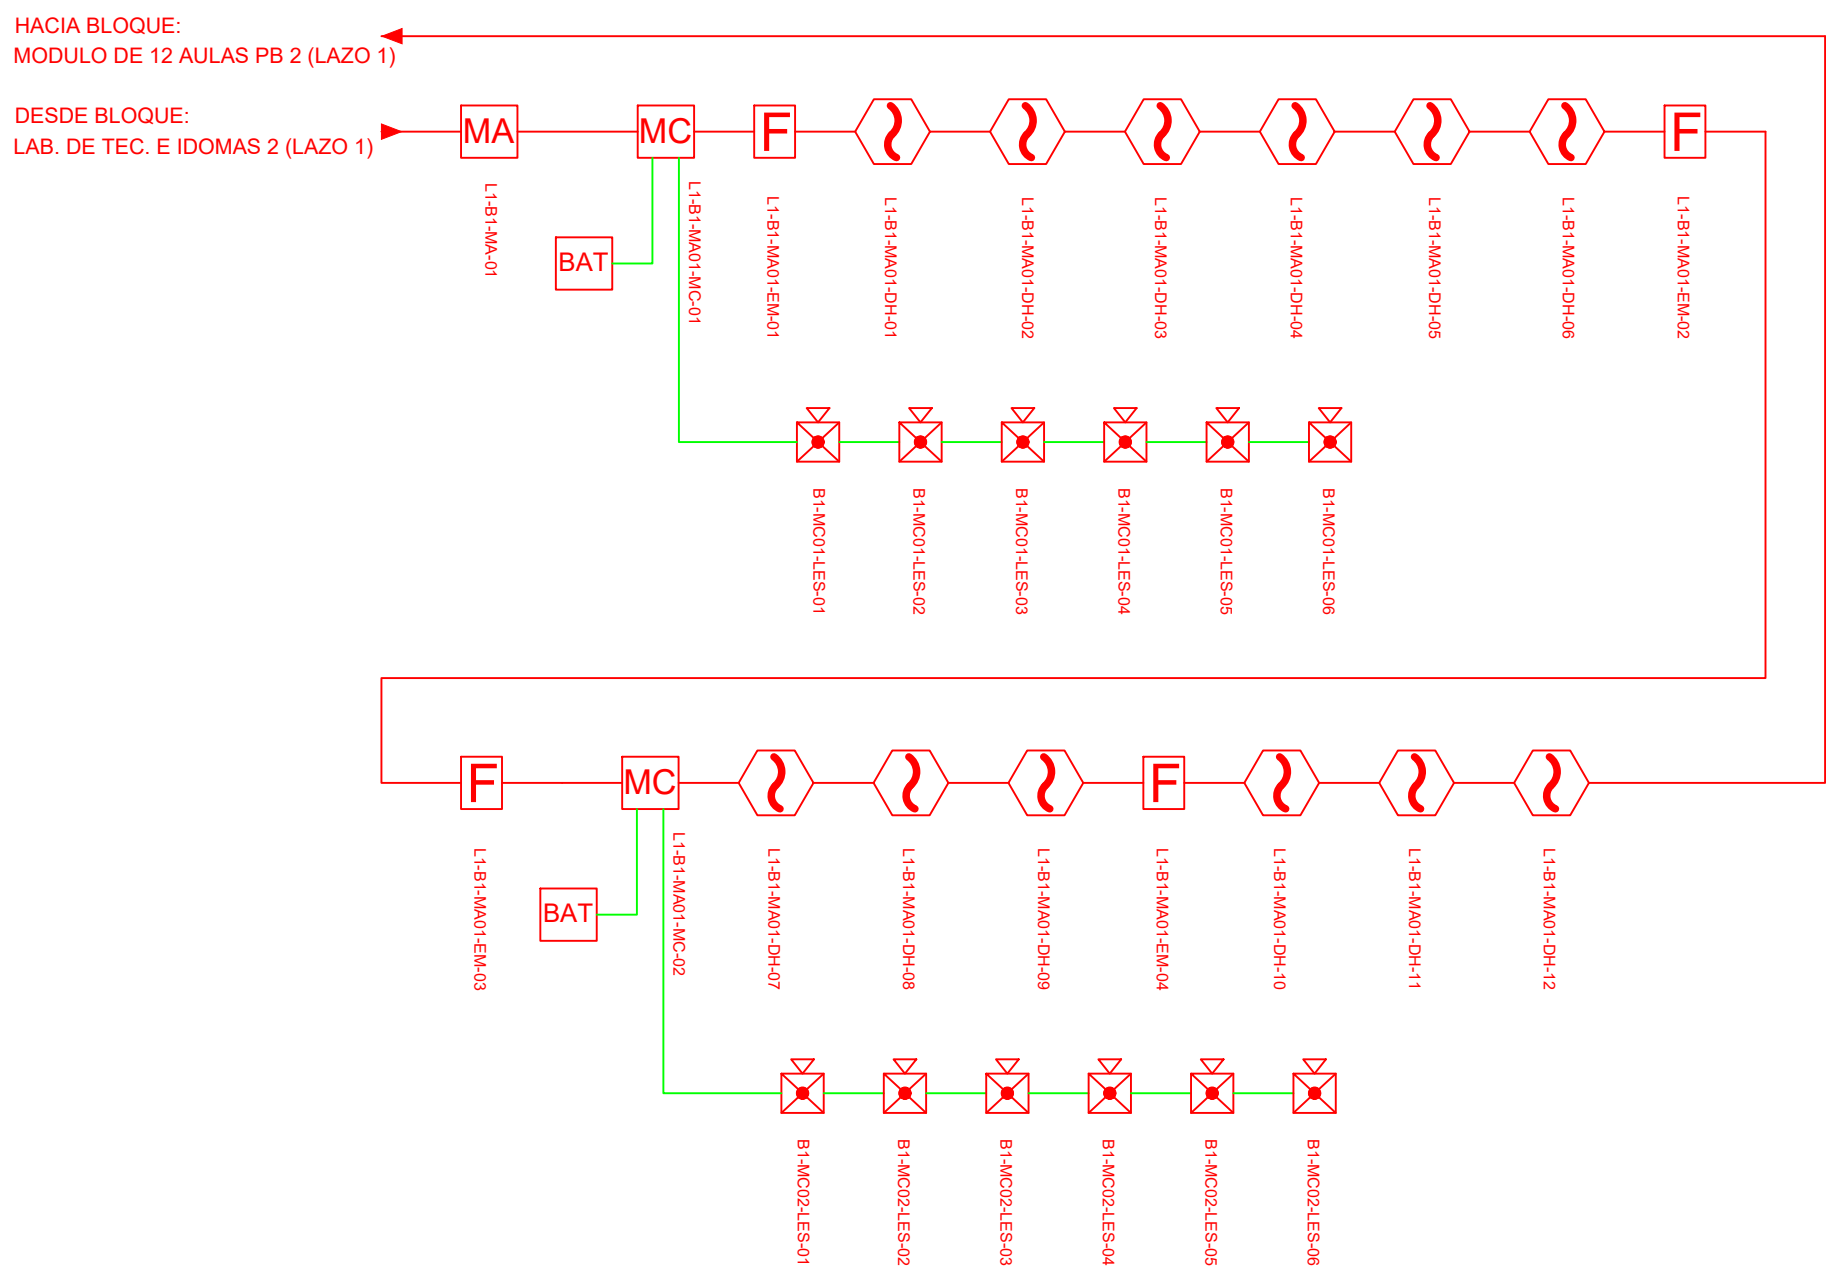 HACIA BLOQUE:
MODULO DE 12 AULAS PB 2 (LAZO 1)
DESDE BLOQUE:
LAB. DE TEC. E IDOMAS 2 (LAZO 1)
MA
MC
F
F
L1-B1-MA-01
L1-B1-MA01-MC-01
L1-B1-MA01-EM-01
L1-B1-MA01-DH-01
L1-B1-MA01-DH-02
L1-B1-MA01-DH-03
L1-B1-MA01-DH-04
L1-B1-MA01-DH-05
L1-B1-MA01-DH-06
L1-B1-MA01-EM-02
BAT
B1-MC01-LES-01
B1-MC01-LES-02
B1-MC01-LES-03
B1-MC01-LES-04
B1-MC01-LES-05
B1-MC01-LES-06
F
MC
F
L1-B1-MA01-EM-03
L1-B1-MA01-MC-02
L1-B1-MA01-DH-07
L1-B1-MA01-DH-08
L1-B1-MA01-DH-09
L1-B1-MA01-EM-04
L1-B1-MA01-DH-10
L1-B1-MA01-DH-11
L1-B1-MA01-DH-12
BAT
B1-MC02-LES-01
B1-MC02-LES-02
B1-MC02-LES-03
B1-MC02-LES-04
B1-MC02-LES-05
B1-MC02-LES-06